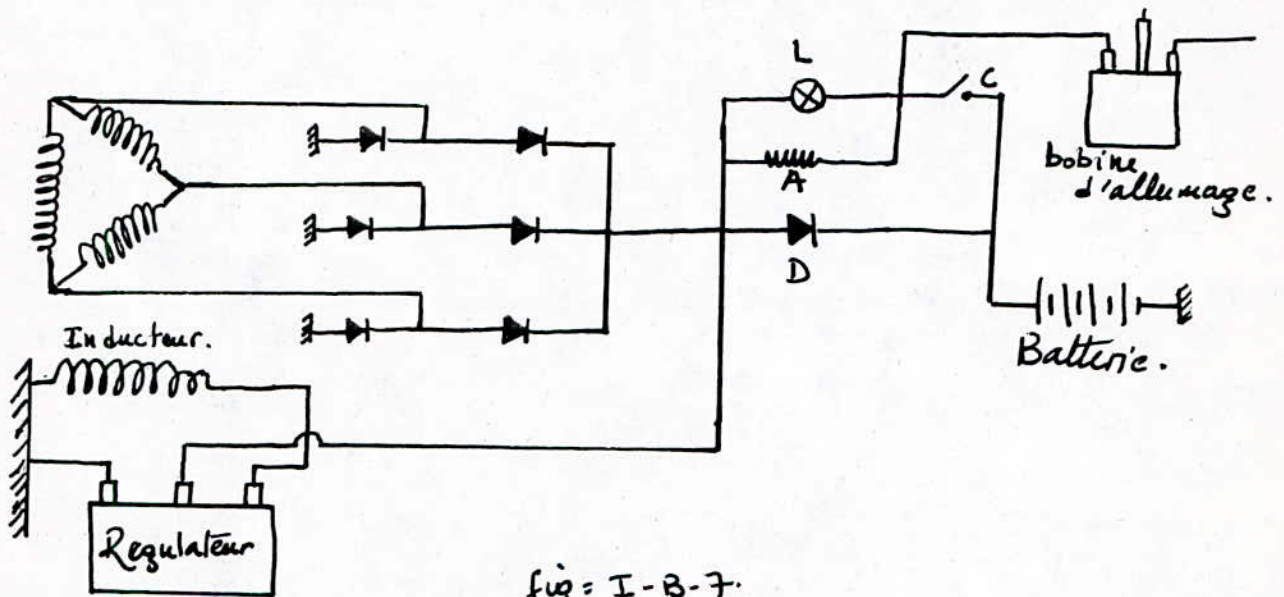 L
C
A
bobine
d'allumage.
D
Inducteur.
Batterie.
Regulateur
fig = I-B-7.